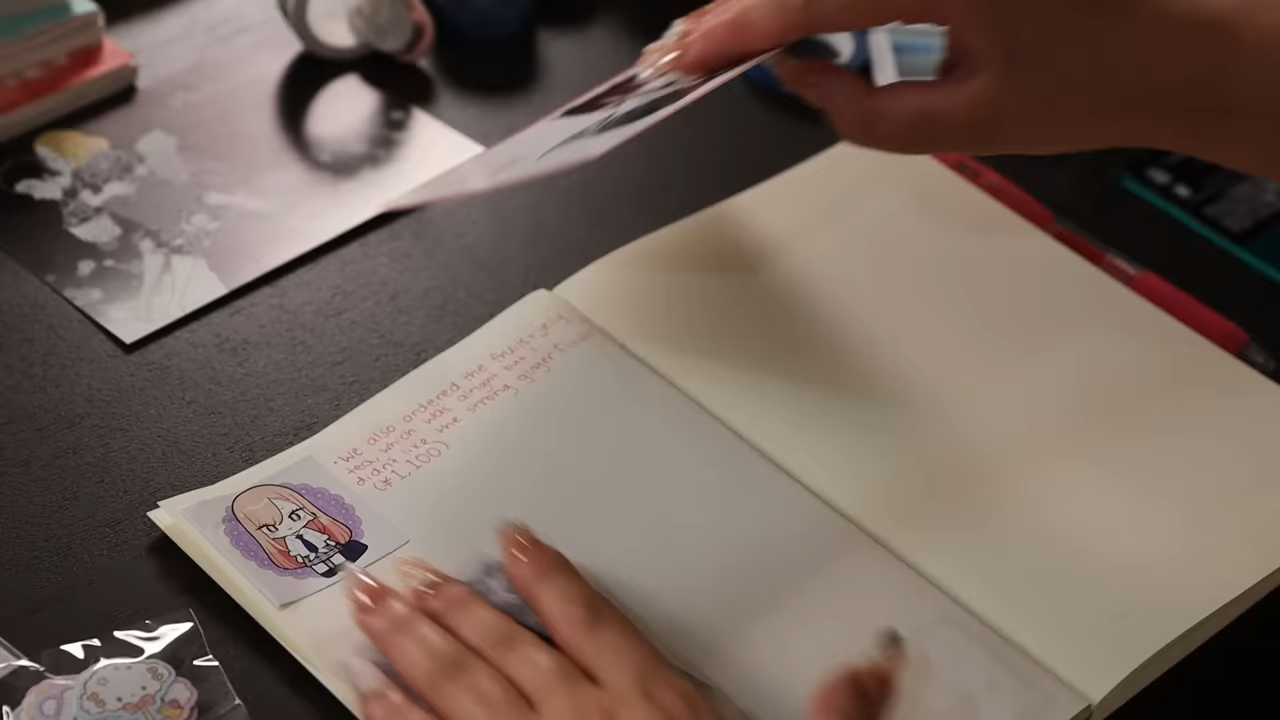 • We also ordered the
tea, which was alright but I
didn't like the strong ginger
(¥1,100)